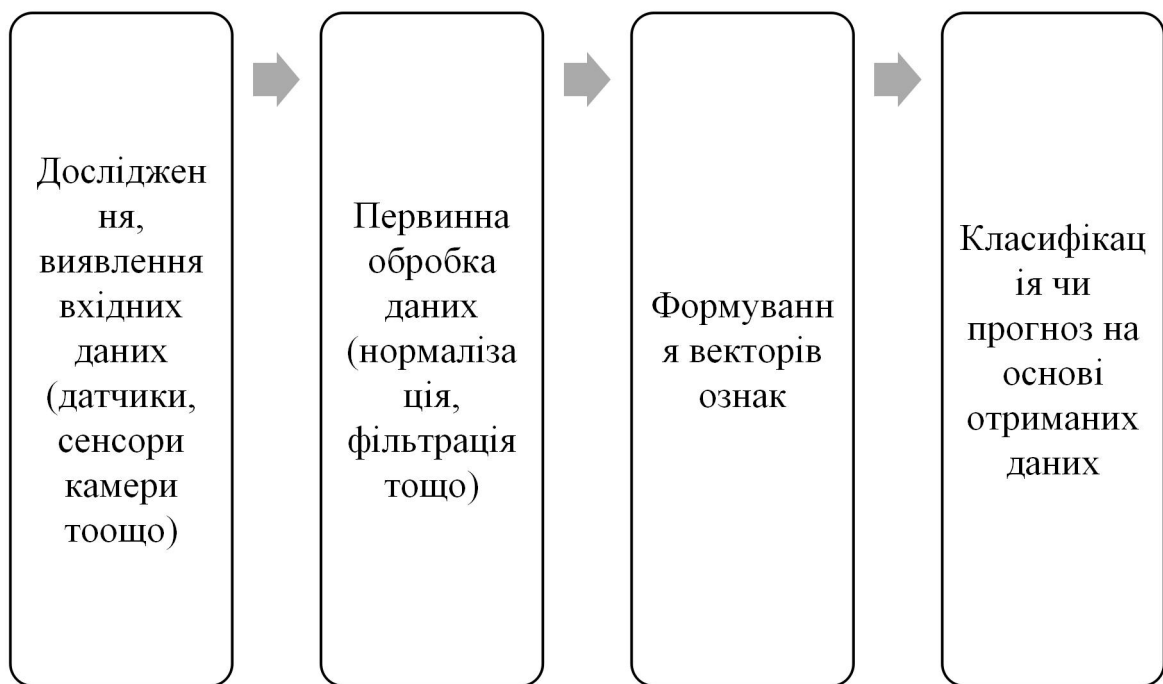 Досліджен
ня,
виявлення
вхідних
даних
(датчики,
сенсори
камери
тоощо)
Первинна
обробка
даних
(нормаліза
ція,
фільтрація
тощо)
Формуванн
я векторів
ознак
Класифікац
ія чи
прогноз на
основі
отриманих
даних